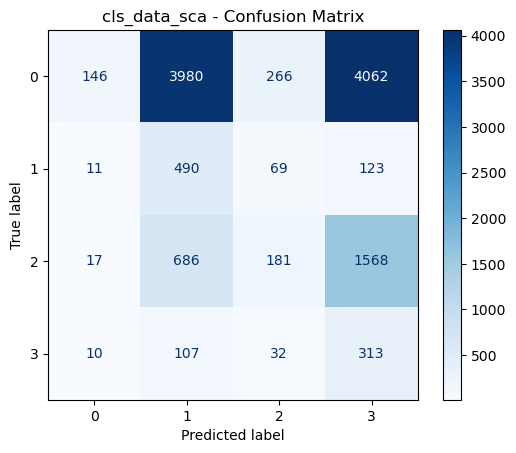 cls_data_sca - Confusion Matrix
0 146 3980 266 4062
1 11 490 69 123
2 17 686 181 1568
3 10 107 32 313
0 1 2 3
True label
Predicted label
4000
3500
3000
2500
2000
1500
1000
500